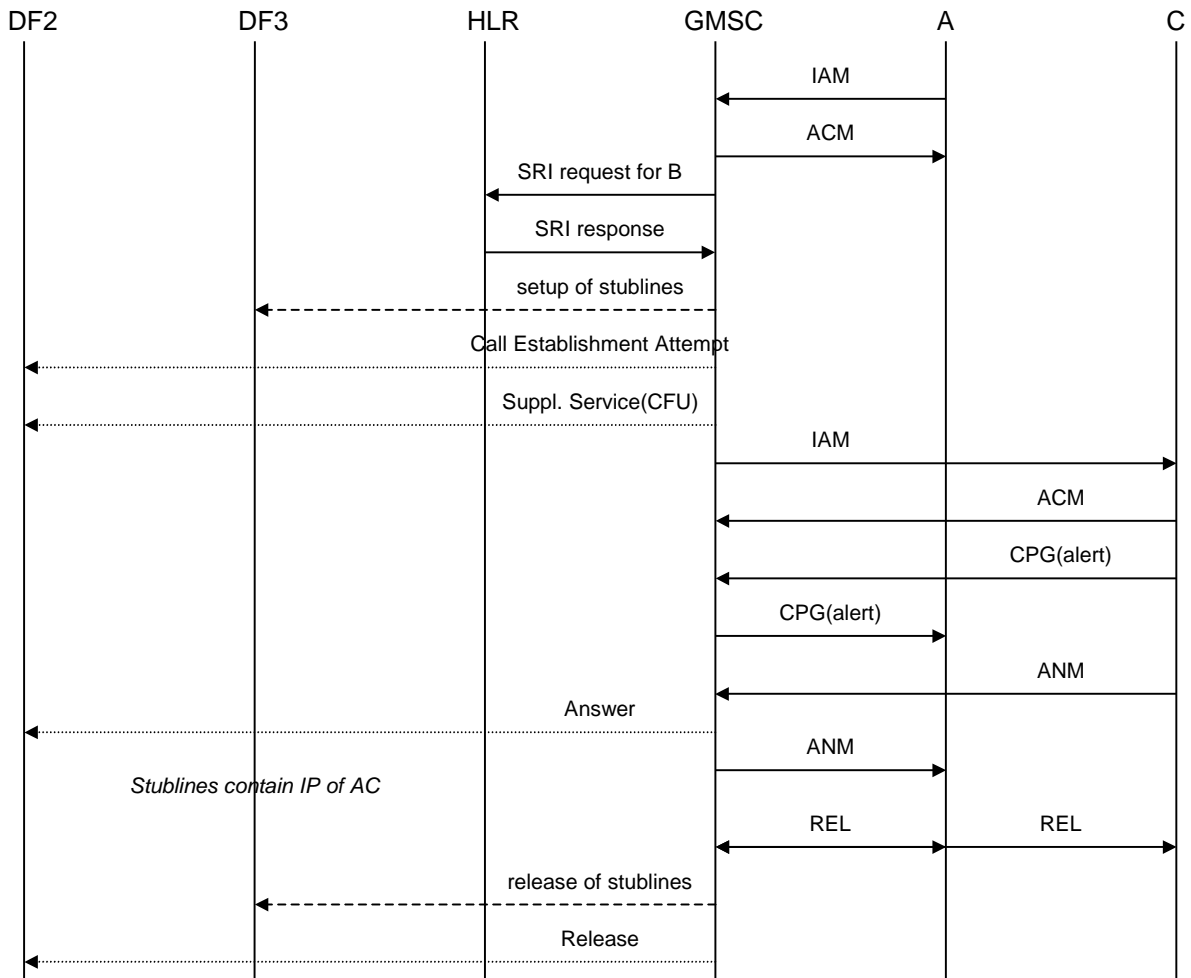 DF2 DF3 HLR GMSC A C
IAM
ACM
SRI request for B
SRI response
setup of stublines
Call Establishment Attempt
Suppl. Service(CFU)
IAM
ACM
CPG(alert)
CPG(alert)
ANM
Answer
ANM
Stublines contain IP of AC
REL REL
release of stublines
Release